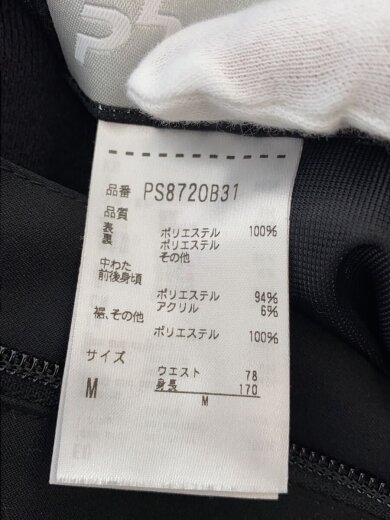 品番 PS8720B31
品質
表 ポリエステル 100%
裏 ポリエステル
その他
中わた
前後身頃
ポリエステル 94%
アクリル 6%
裾、その他
ポリエステル 100%
サイズ
M ウエスト 78
身長 170
M